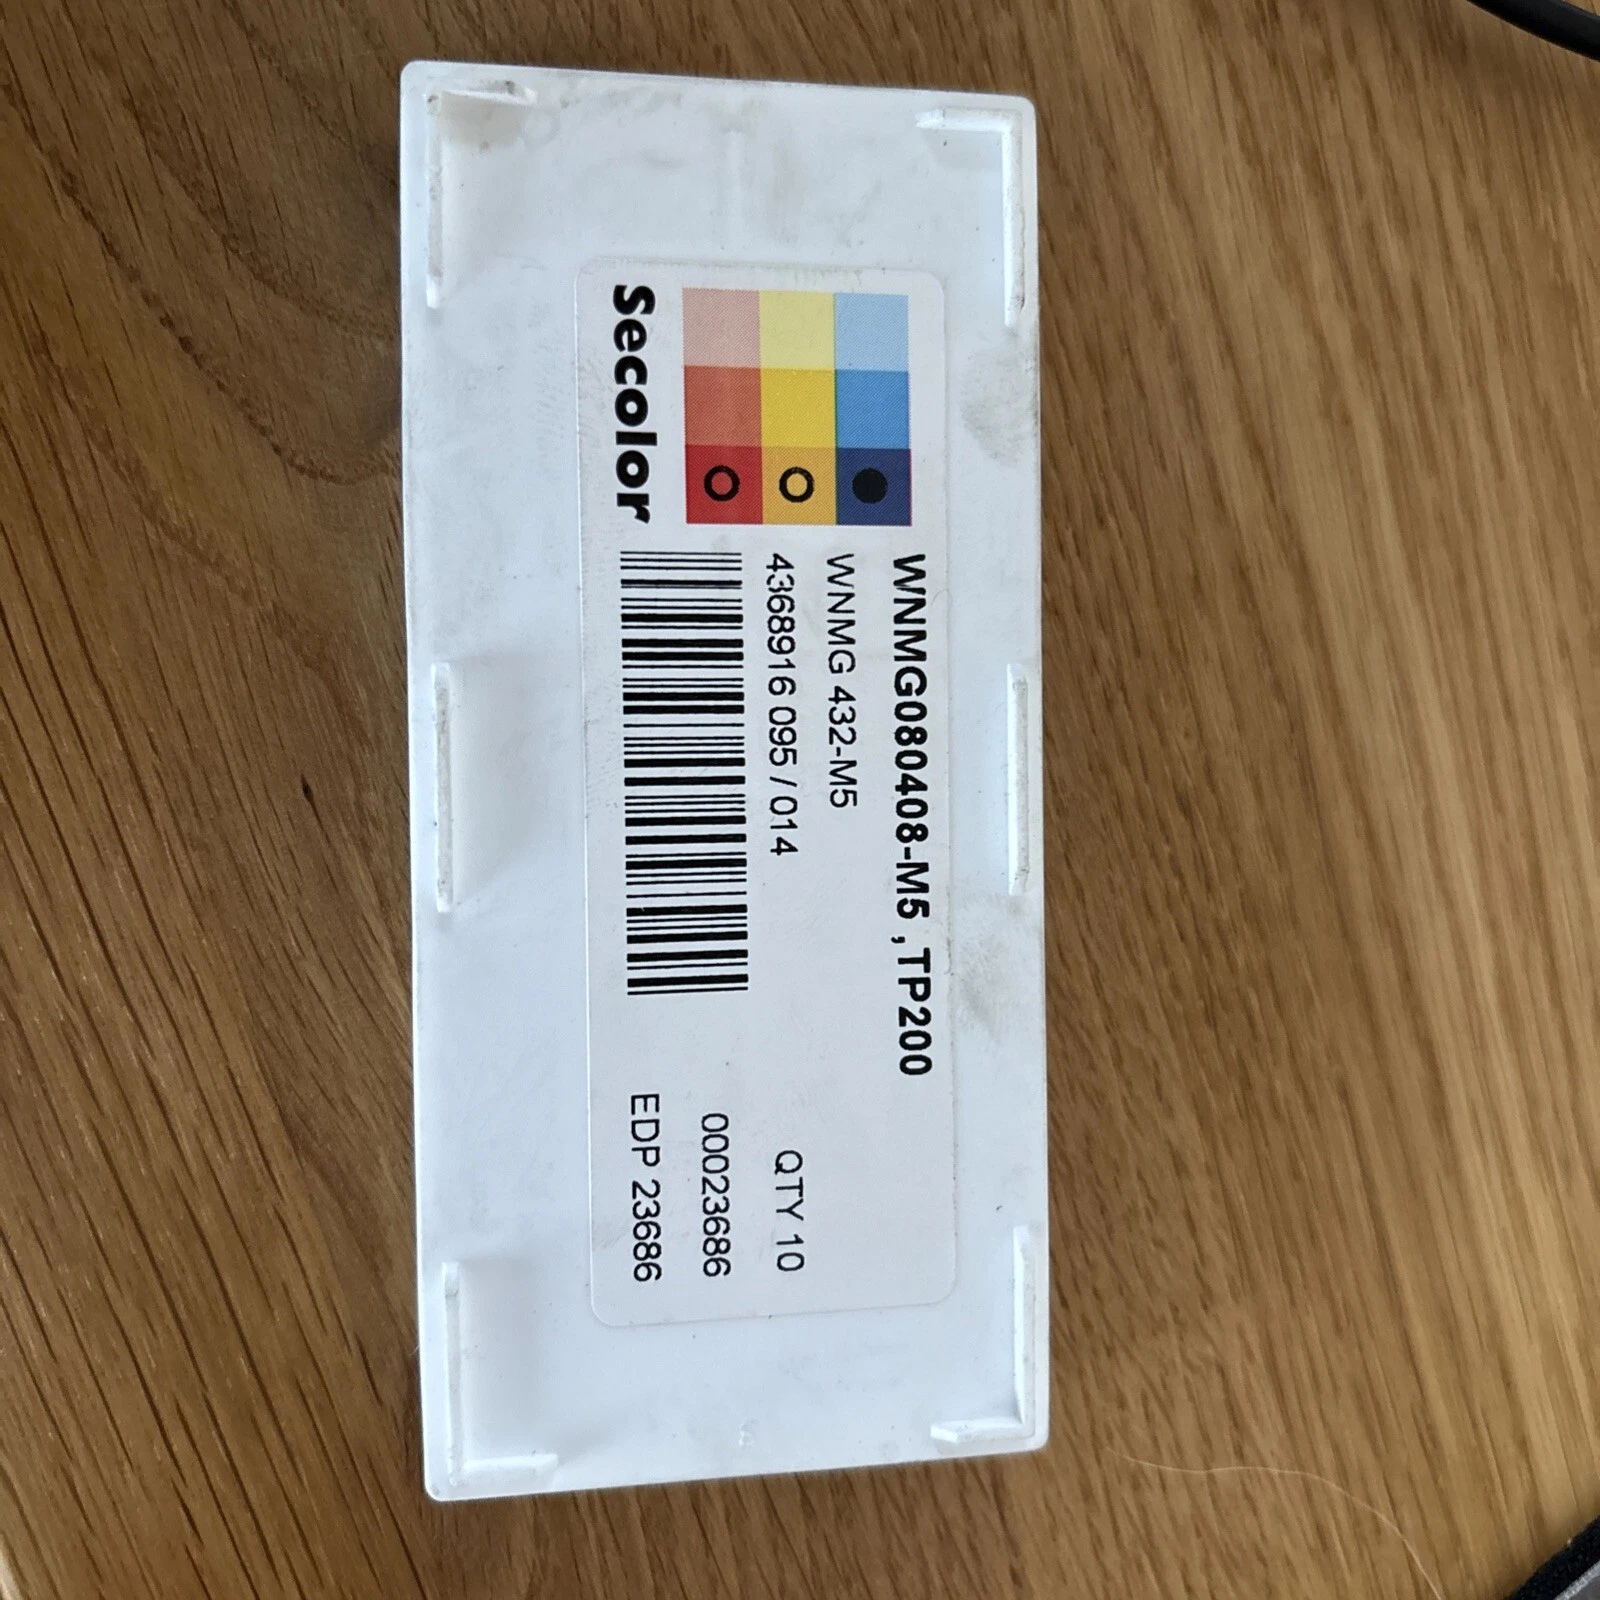 WNMG080408-M5 ,TP200
WNMG 432-M5
4368916 095 / 014
QTY 10
00023686
EDP 23686
Secolor